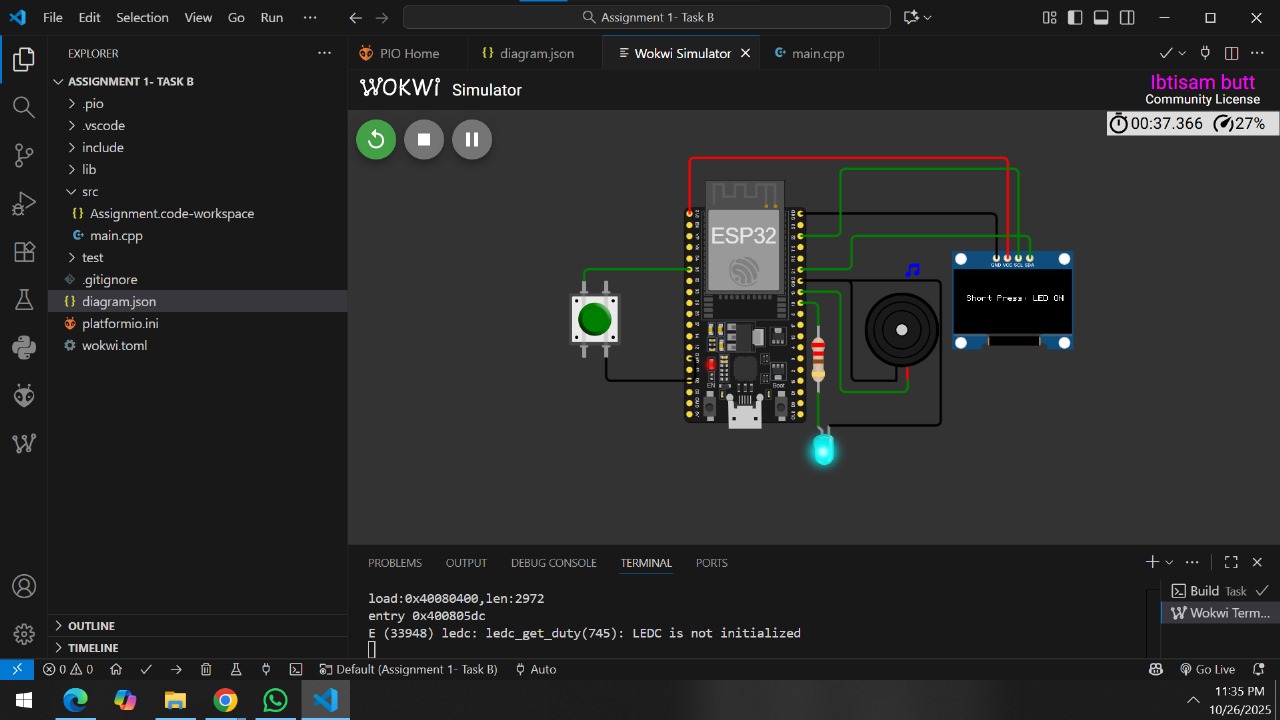 File Edit Selection View Go Run ···
Assignment 1- Task B
EXPLORER
ASSIGNMENT 1- TASK B
.pio
.vscode
include
lib
src
{} Assignment.code-workspace
main.cpp
test
.gitignore
{} diagram.json
platformio.ini
wokwi.toml
OUTLINE
TIMELINE
PIO Home
{} diagram.json
Wokwi Simulator
main.cpp
WOKWI Simulator
Ibtisam butt
Community License
00:37.366 27%
ESP32
EN
Boot
GND VCC SCL SDA
Short Press: LED ON
PROBLEMS OUTPUT DEBUG CONSOLE TERMINAL PORTS
load:0x40080400,len:2972
entry 0x400805dc
E (33948) ledc: ledc_get_duty(745): LEDC is not initialized
Build Task
Wokwi Term...
0 0 Default (Assignment 1- Task B) Auto Go Live
11:35 PM
10/26/2025